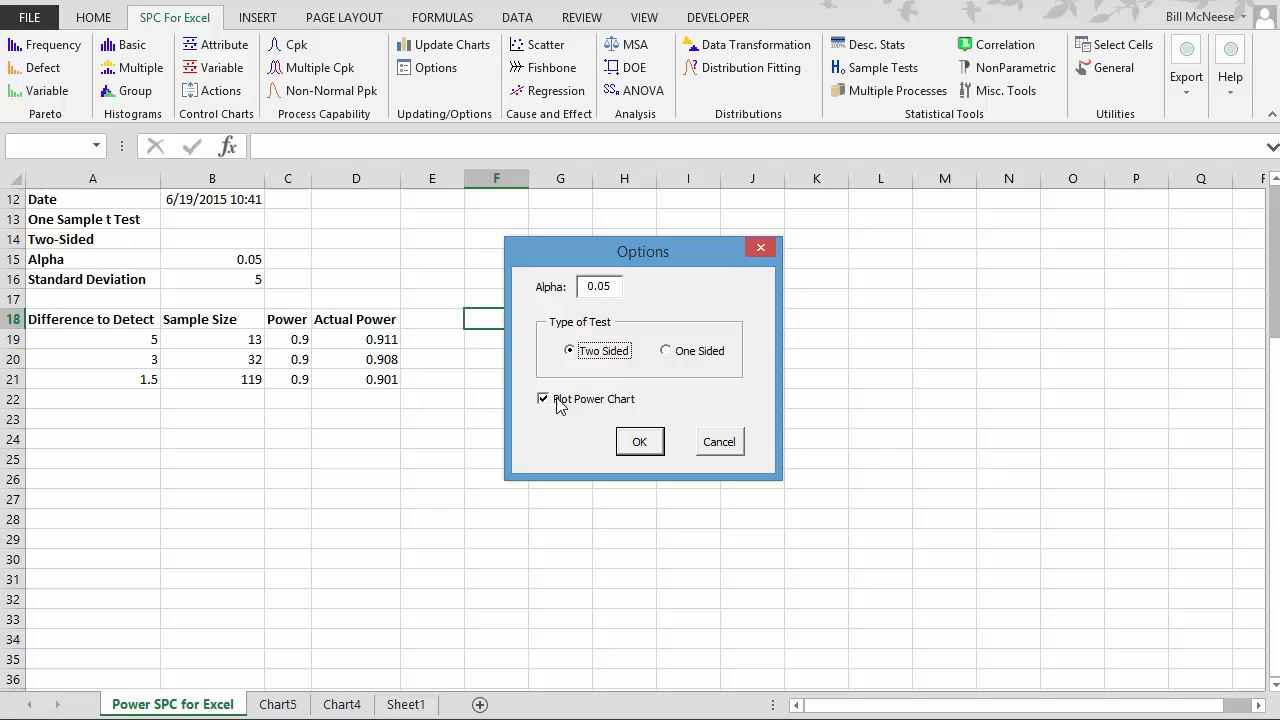 FILE HOME SPC For Excel INSERT PAGE LAYOUT FORMULAS DATA REVIEW VIEW DEVELOPER Bill McNeese
Frequency Basic Attribute Cpk Update Charts Scatter MSA Data Transformation Desc. Stats Correlation Select Cells
Defect Multiple Variable Multiple Cpk Options Fishbone DOE Distribution Fitting Sample Tests NonParametric General Export Help
Variable Group Actions Non-Normal Ppk Regression ANOVA Multiple Processes Misc. Tools
Pareto Histograms Control Charts Process Capability Updating/Options Cause and Effect Analysis Distributions Statistical Tools Utilities
fx
A B C D E F G H I J K L M N O P Q
12 Date 6/19/2015 10:41
13 One Sample t Test
14 Two-Sided
15 Alpha 0.05
16 Standard Deviation 5
17
18 Difference to Detect Sample Size Power Actual Power
19 5 13 0.9 0.911
20 3 32 0.9 0.908
21 1.5 119 0.9 0.901
22
23
24
25
26
27
28
29
30
31
32
33
34
35
36
Options
Alpha: 0.05
Type of Test
Two Sided One Sided
Plot Power Chart
OK Cancel
Power SPC for Excel Chart5 Chart4 Sheet1